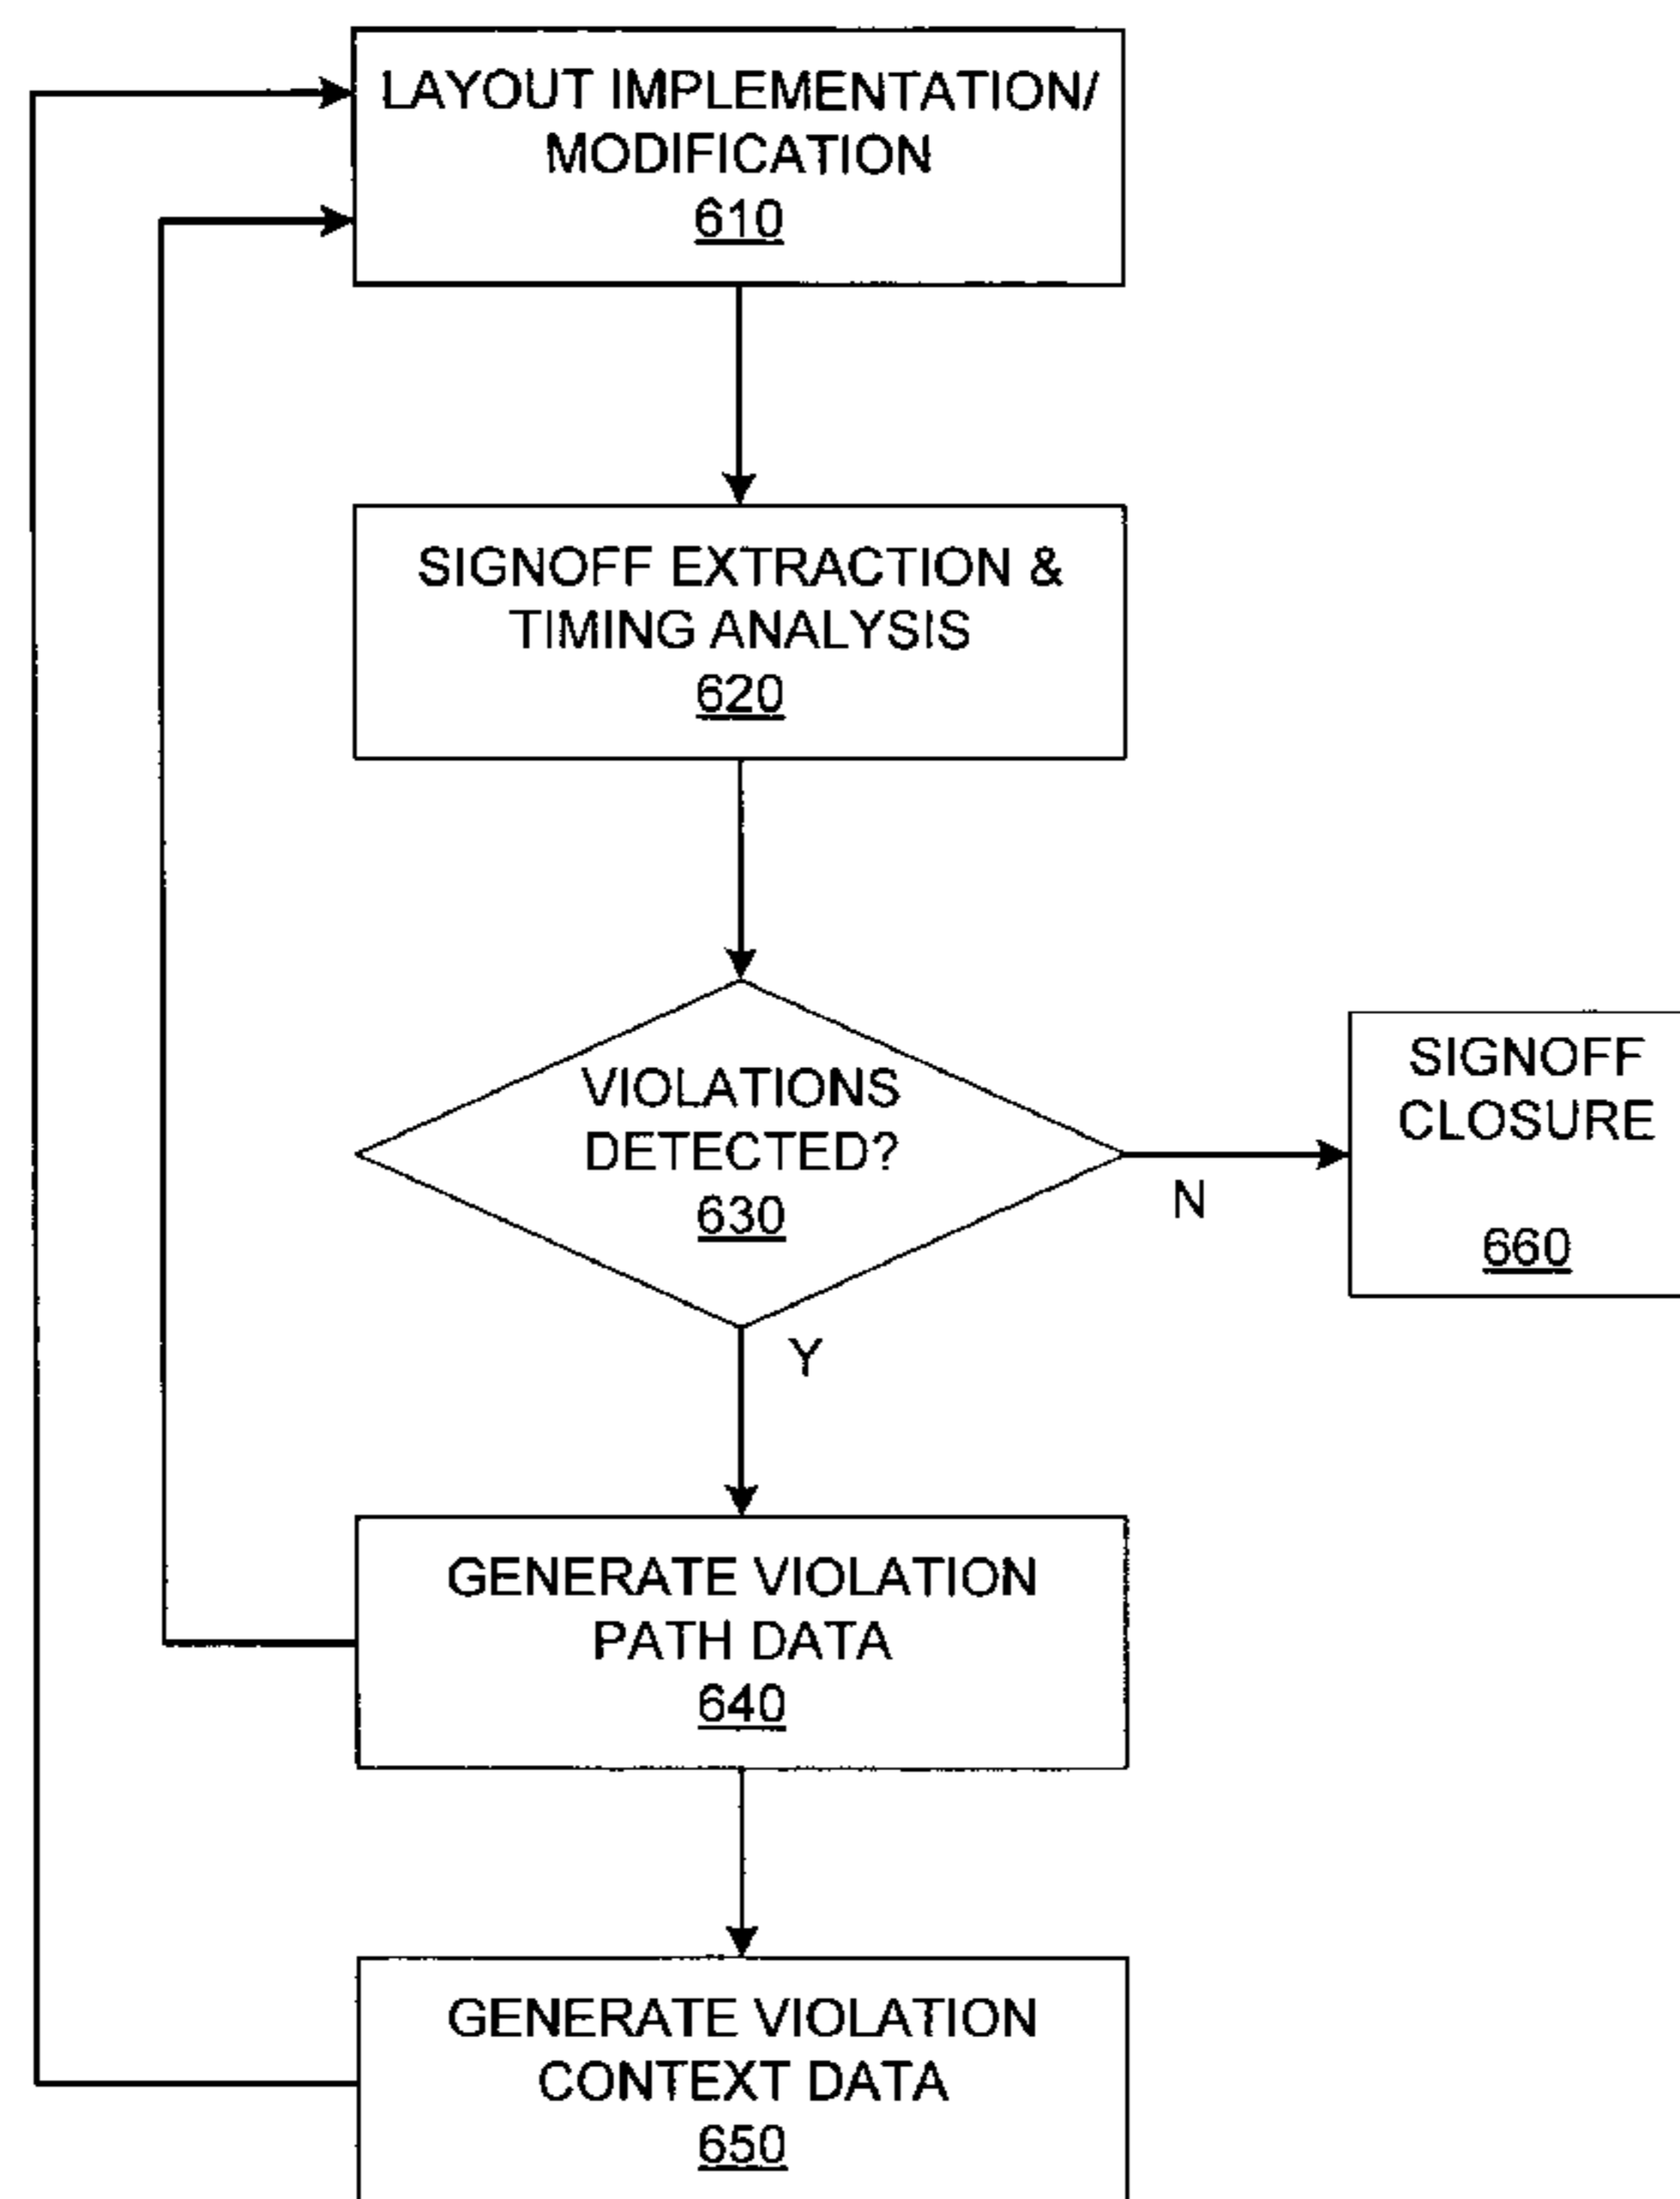 LAYOUT IMPLEMENTATION/
MODIFICATION
610
SIGNOFF EXTRACTION &
TIMING ANALYSIS
620
VIOLATIONS
DETECTED?
630
N
SIGNOFF
CLOSURE
660
Y
GENERATE VIOLATION
PATH DATA
640
GENERATE VIOLATION
CONTEXT DATA
650